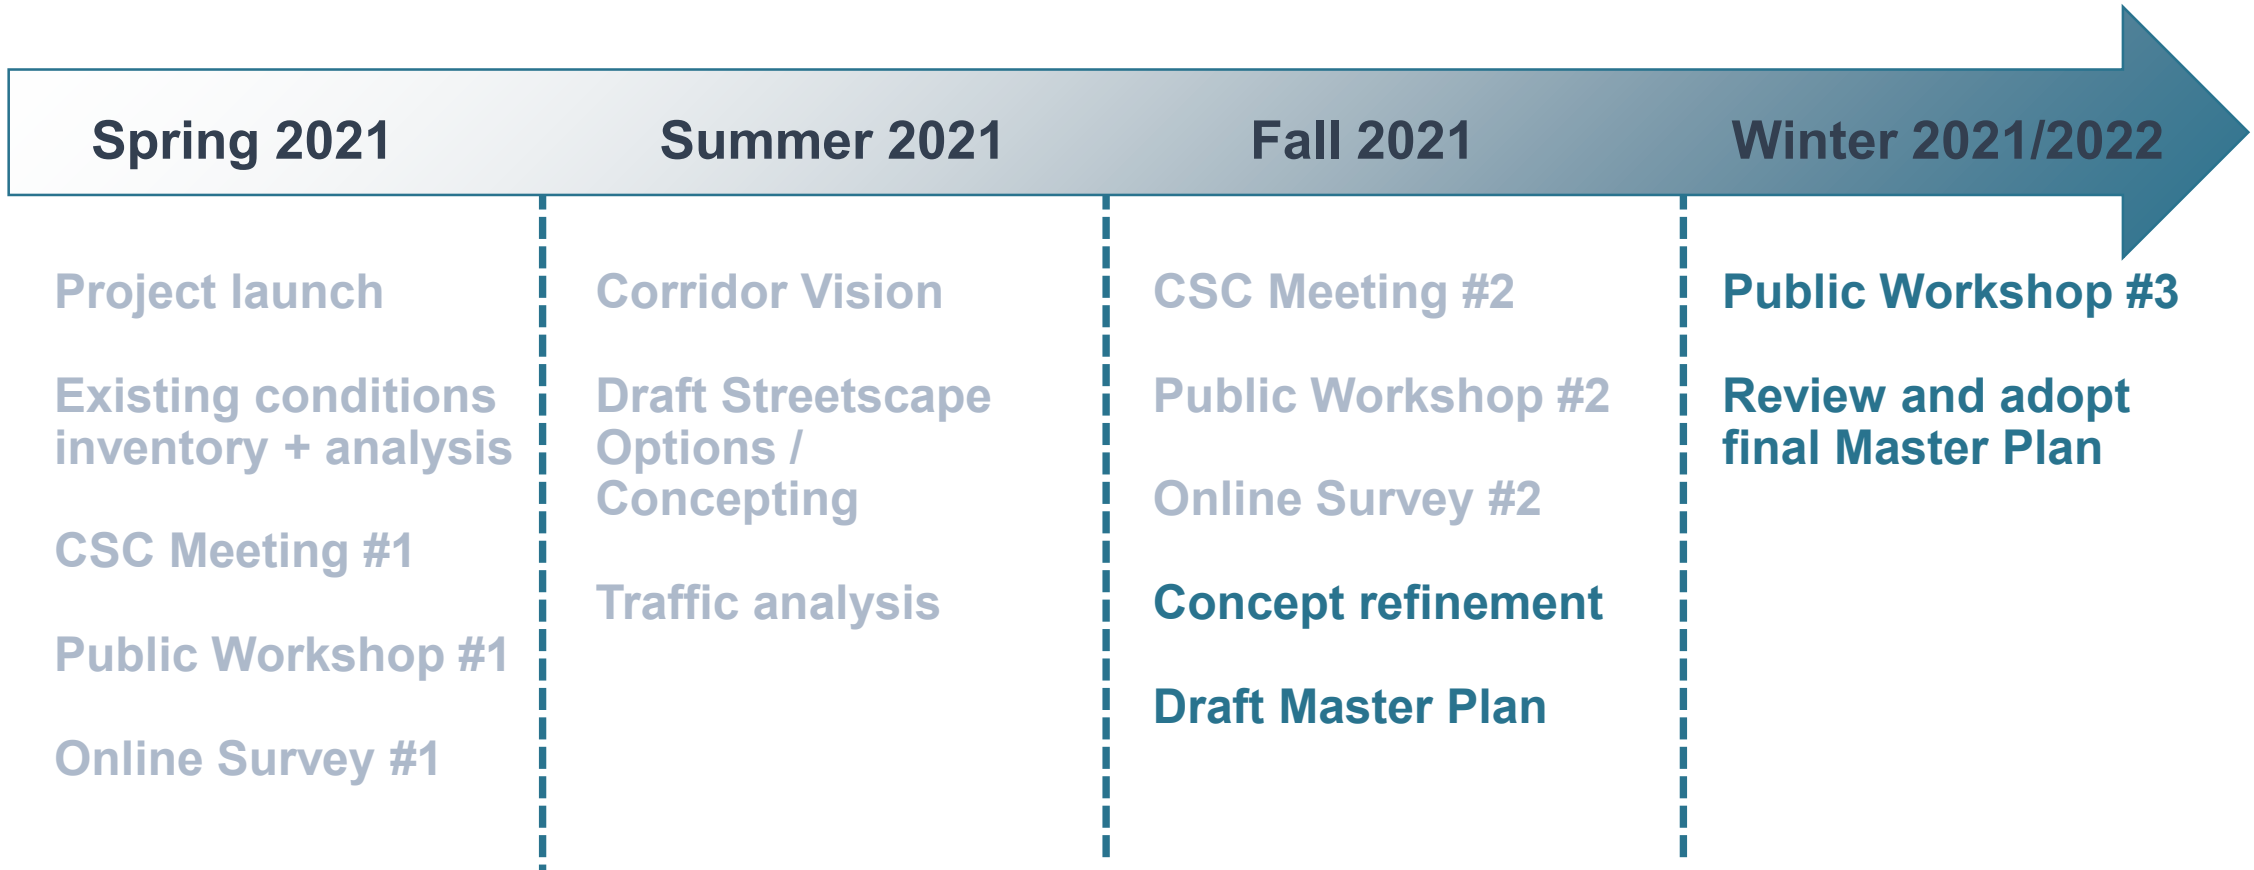 Spring 2021
Summer 2021
Fall 2021
Winter 2021/2022
Project launch
Existing conditions
inventory + analysis
CSC Meeting #1
Public Workshop #1
Online Survey #1
Corridor Vision
Draft Streetscape
Options /
Concepting
Traffic analysis
CSC Meeting #2
Public Workshop #2
Online Survey #2
Concept refinement
Draft Master Plan
Public Workshop #3
Review and adopt
final Master Plan